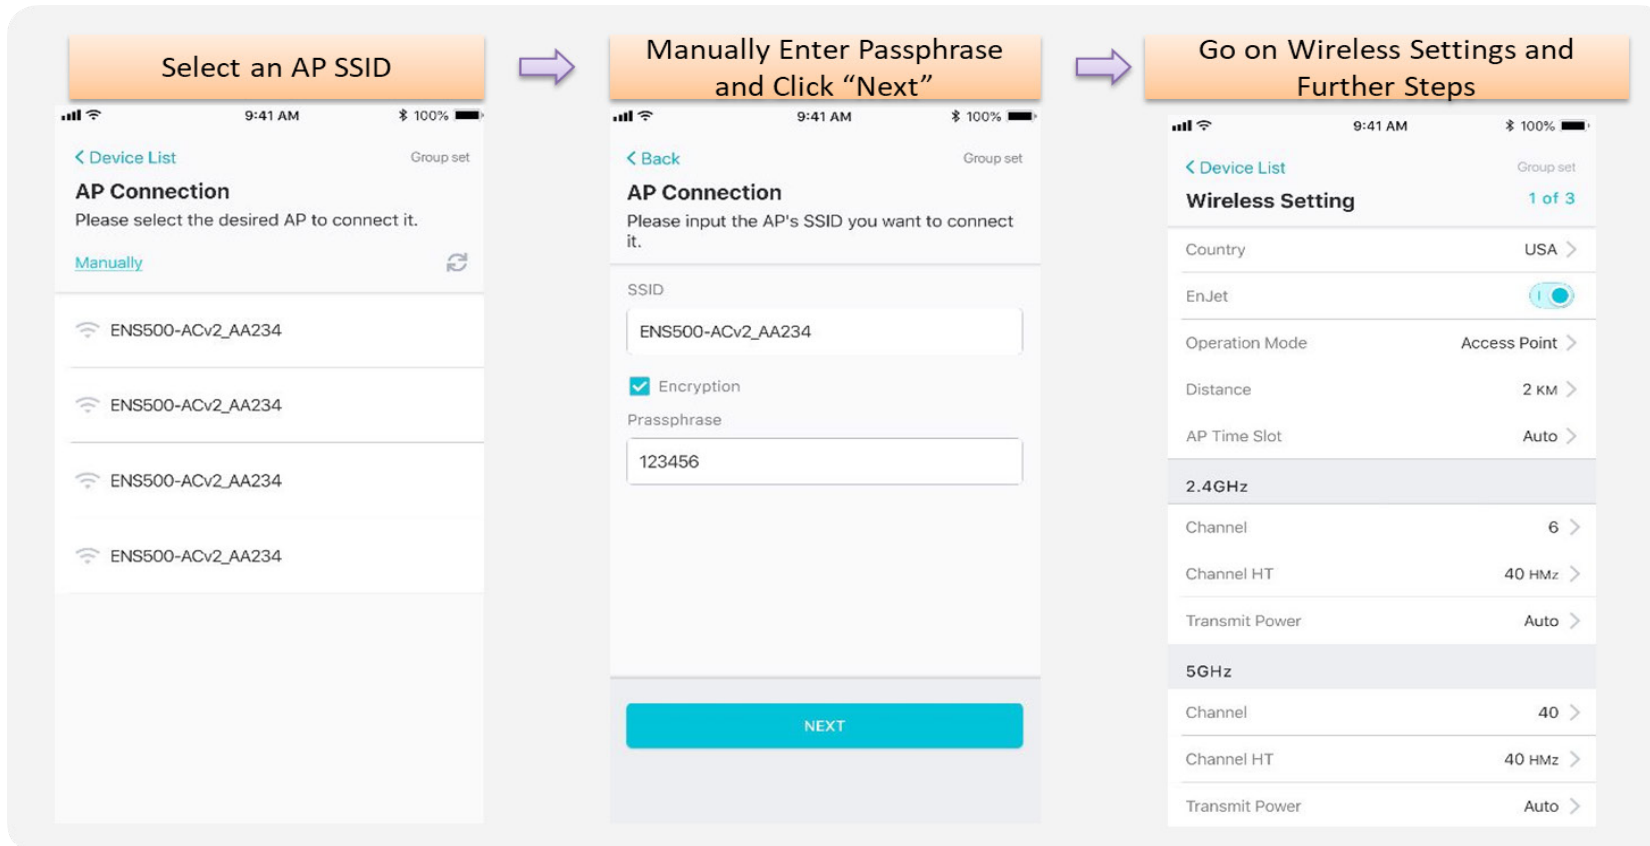 Select an AP SSID
9:41 AM
100%
Device List
Group set
AP Connection
Please select the desired AP to connect it.
Manually
ENS500-ACv2_AA234
ENS500-ACv2_AA234
ENS500-ACv2_AA234
ENS500-ACv2_AA234
Manually Enter Passphrase
and Click “Next”
9:41 AM
100%
Back
Group set
AP Connection
Please input the AP's SSID you want to connect
it.
SSID
ENS500-ACv2_AA234
Encryption
Prassphrase
123456
NEXT
Go on Wireless Settings and
Further Steps
9:41 AM
100%
Device List
Group set
Wireless Setting
1 of 3
Country
USA
EnJet
Operation Mode
Access Point
Distance
2 KM
AP Time Slot
Auto
2.4GHz
Channel
6
Channel HT
40 HMz
Transmit Power
Auto
5GHz
Channel
40
Channel HT
40 HMz
Transmit Power
Auto